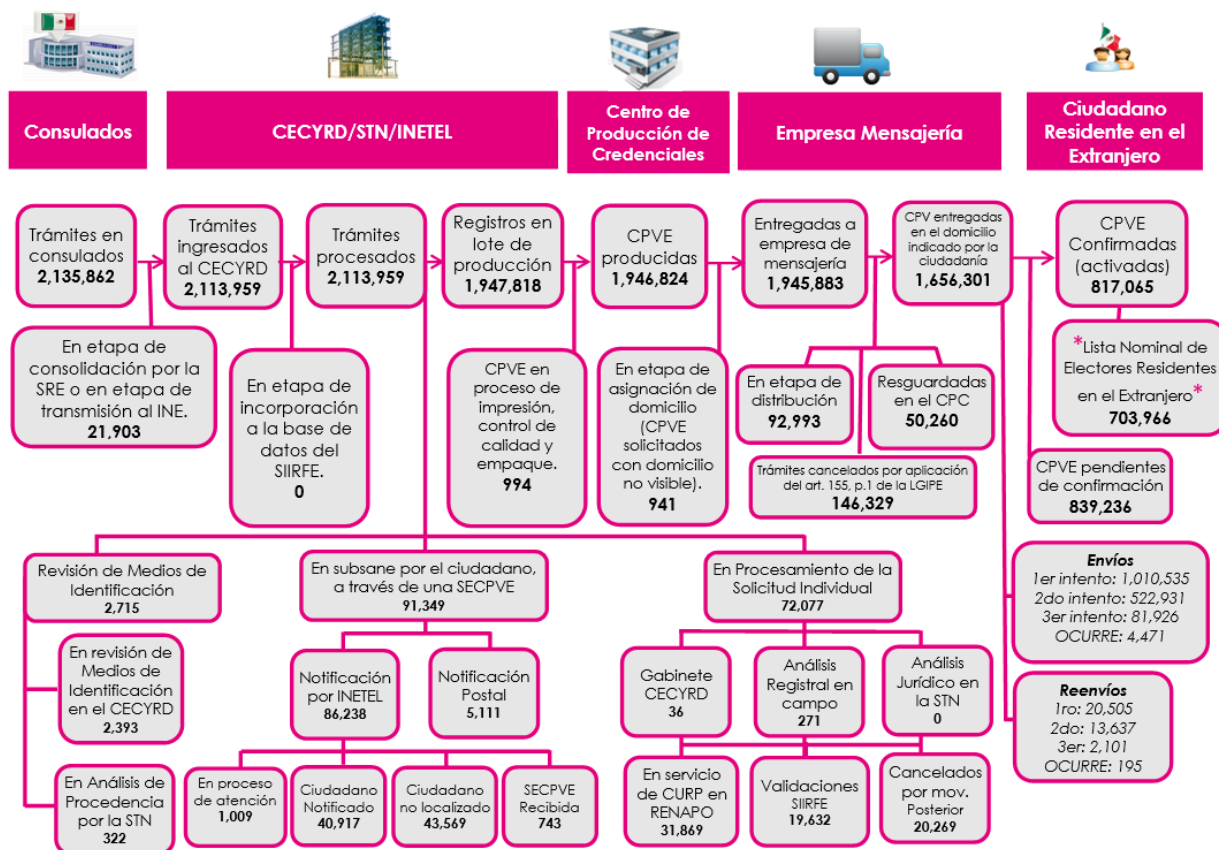 Consulados
CECYRD/STN/INETEL
Centro de
Producción de
Credenciales
Empresa Mensajería
Ciudadano
Residente en el
Extranjero
Trámites en
consulados
2,135,862
Trámites
ingresados
al CECYRD
2,113,959
Trámites
procesados
2,113,959
Registros en
lote de
producción
1,947,818
CPVE
producidas
1,946,824
Entregadas a
empresa de
mensajería
1,945,883
CPV entregadas
en el domicilio
indicado por la
ciudadanía
1,656,301
CPVE
Confirmadas
(activadas)
817,065
En etapa de
consolidación por la
SRE o en etapa de
transmisión al INE.
21,903
En etapa de
incorporación
a la base de
datos del
SIIRFE.
0
CPVE en
proceso de
impresión,
control de
calidad y
empaque.
994
En etapa de
asignación de
domicilio
(CPVE
solicitados
con domicilio
no visible).
941
En etapa de
distribución
92,993
Resguardadas
en el CPC
50,260
Trámites cancelados por aplicación
del art. 155, p.1 de la LGIPE
146,329
*Lista Nominal de
Electores Residentes
en el Extranjero*
703,966
CPVE pendientes
de confirmación
839,236
Revisión de Medios de
Identificación
2,715
En subsane por el ciudadano,
a través de una SECPVE
91,349
En Procesamiento de la
Solicitud Individual
72,077
Envíos
1er intento: 1,010,535
2do intento: 522,931
3er intento: 81,926
OCURRE: 4,471
En revisión de
Medios de
Identificación
en el CECYRD
2,393
Notificación
por INETEL
86,238
Notificación
Postal
5,111
Gabinete
CECYRD
36
Análisis
Registral en
campo
271
Análisis
Jurídico en
la STN
0
Reenvíos
1ro: 20,505
2do: 13,637
3er: 2,101
OCURRE: 195
En Análisis de
Procedencia
por la STN
322
En proceso
de atención
1,009
Ciudadano
Notificado
40,917
Ciudadano
no localizado
43,569
SECPVE
Recibida
743
En servicio
de CURP en
RENAPO
31,869
Validaciones
SIIRFE
19,632
Cancelados
por mov.
Posterior
20,269